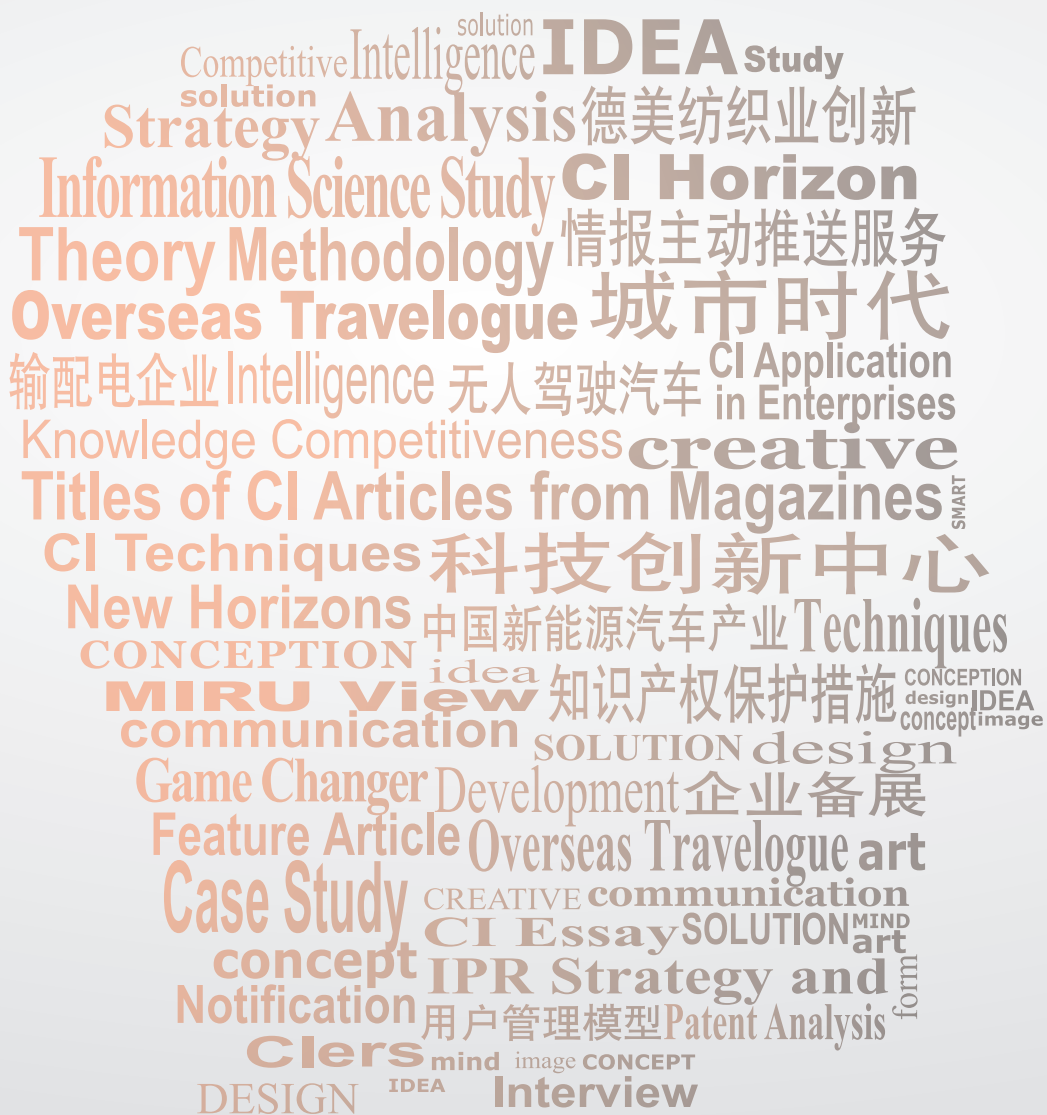 solution
Competitive Intelligence IDEA Study
solution
Strategy Analysis 德美纺织业创新
Information Science Study CI Horizon
Theory Methodology 情报主动推送服务
Overseas Travelogue 城市时代
输配电企业 Intelligence 无人驾驶汽车 CI Application
in Enterprises
Knowledge Competitiveness creative
Titles of CI Articles from Magazines SMART
CI Techniques 科技创新中心
New Horizons 中国新能源汽车产业 Techniques
CONCEPTION idea
MIRU View 知识产权保护措施 CONCEPTION
design IDEA
concept image
communication SOLUTION design
Game Changer Development 企业备展
Feature Article Overseas Travelogue art
Case Study CREATIVE communication
CI Essay SOLUTION MIND
art
concept IPR Strategy and form
Notification 用户管理模型 Patent Analysis
CIers mind image CONCEPT
DESIGN IDEA Interview